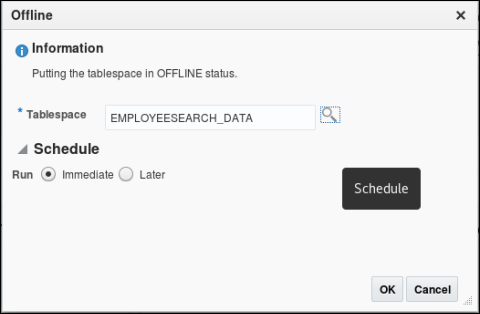 Offline
Information
Putting the tablespace in OFFLINE status.
* Tablespace EMPLOYEESEARCH_DATA
Schedule
Run Immediate Later
Schedule
OK Cancel